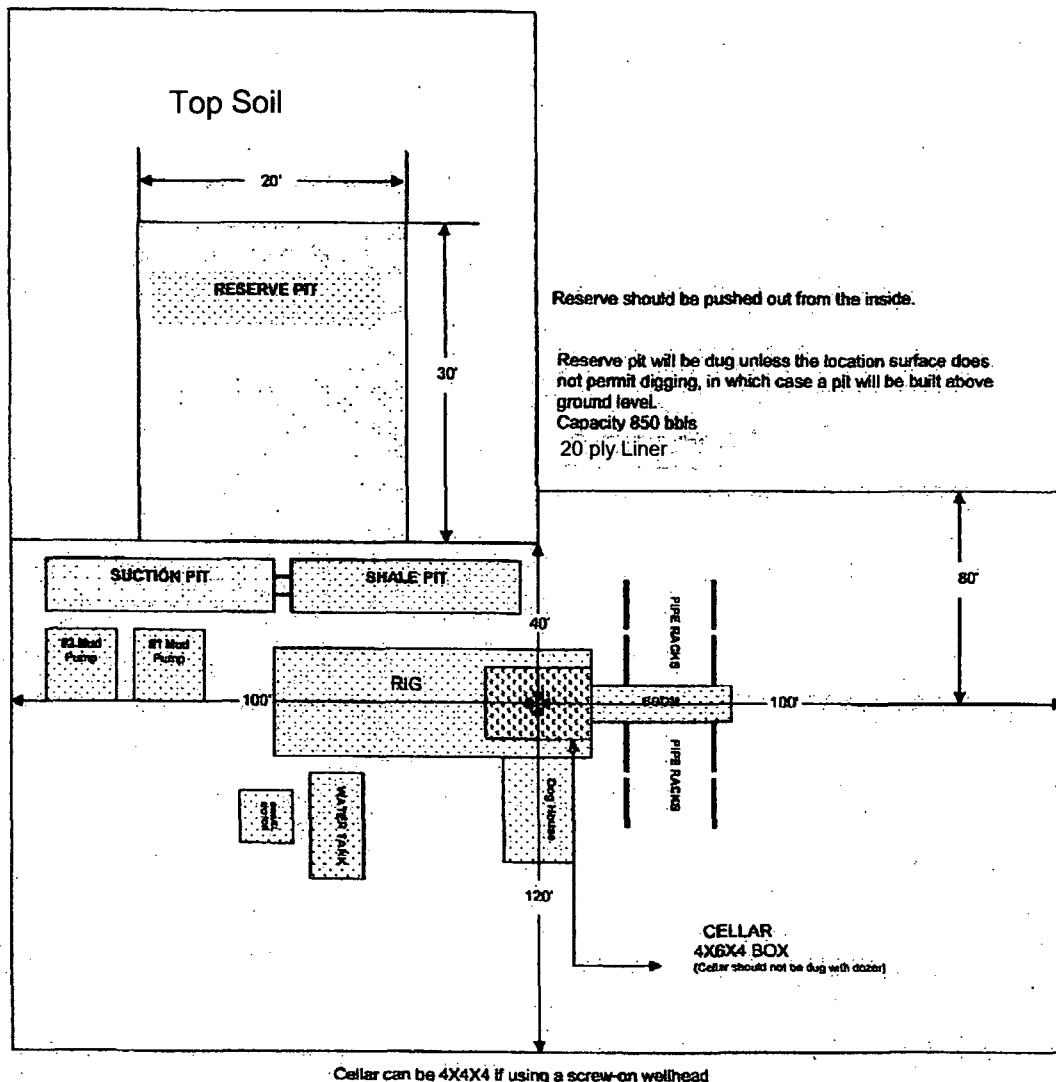 Top Soil
20'
RESERVE PIT
30'
Reserve should be pushed out from the inside.
Reserve pit will be dug unless the location surface does
not permit digging, in which case a pit will be built above
ground level.
Capacity 850 bbls
20 ply Liner
80'
SUCTION PIT
SHALE PIT
40'
PIPE RACKS
#2 Mud
Pump
#1 Mud
Pump
RIG
100'
100'
PIPE RACKS
WATER TANK
Dog House
120'
CELLAR
4X6X4 BOX
(Cellar should not be dug with dozer)
Cellar can be 4X4X4 if using a screw-on wellhead